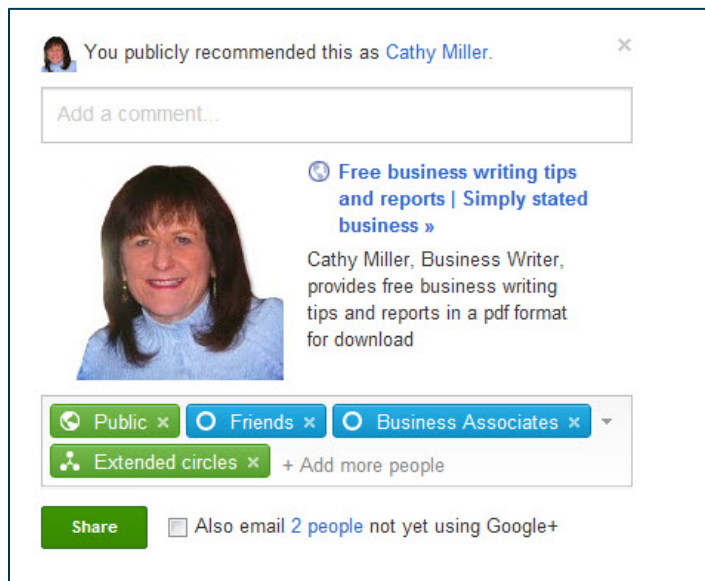 You publicly recommended this as Cathy Miller.
Add a comment...
Free business writing tips
and reports | Simply stated
business »
Cathy Miller, Business Writer,
provides free business writing
tips and reports in a pdf format
for download
Public × Friends × Business Associates ×
Extended circles × + Add more people
Share Also email 2 people not yet using Google+